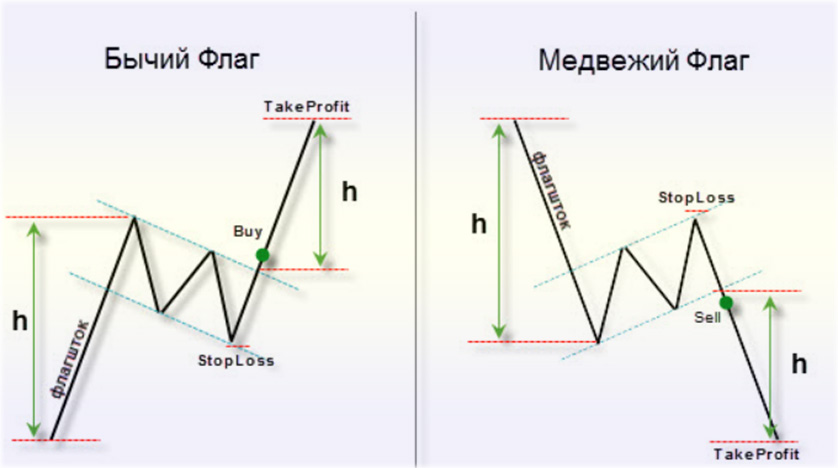 Бычий Флаг
TakeProfit
h
Buy
h
флагшток
StopLoss
Медвежий Флаг
флагшток
StopLoss
h
Sell
h
TakeProfit